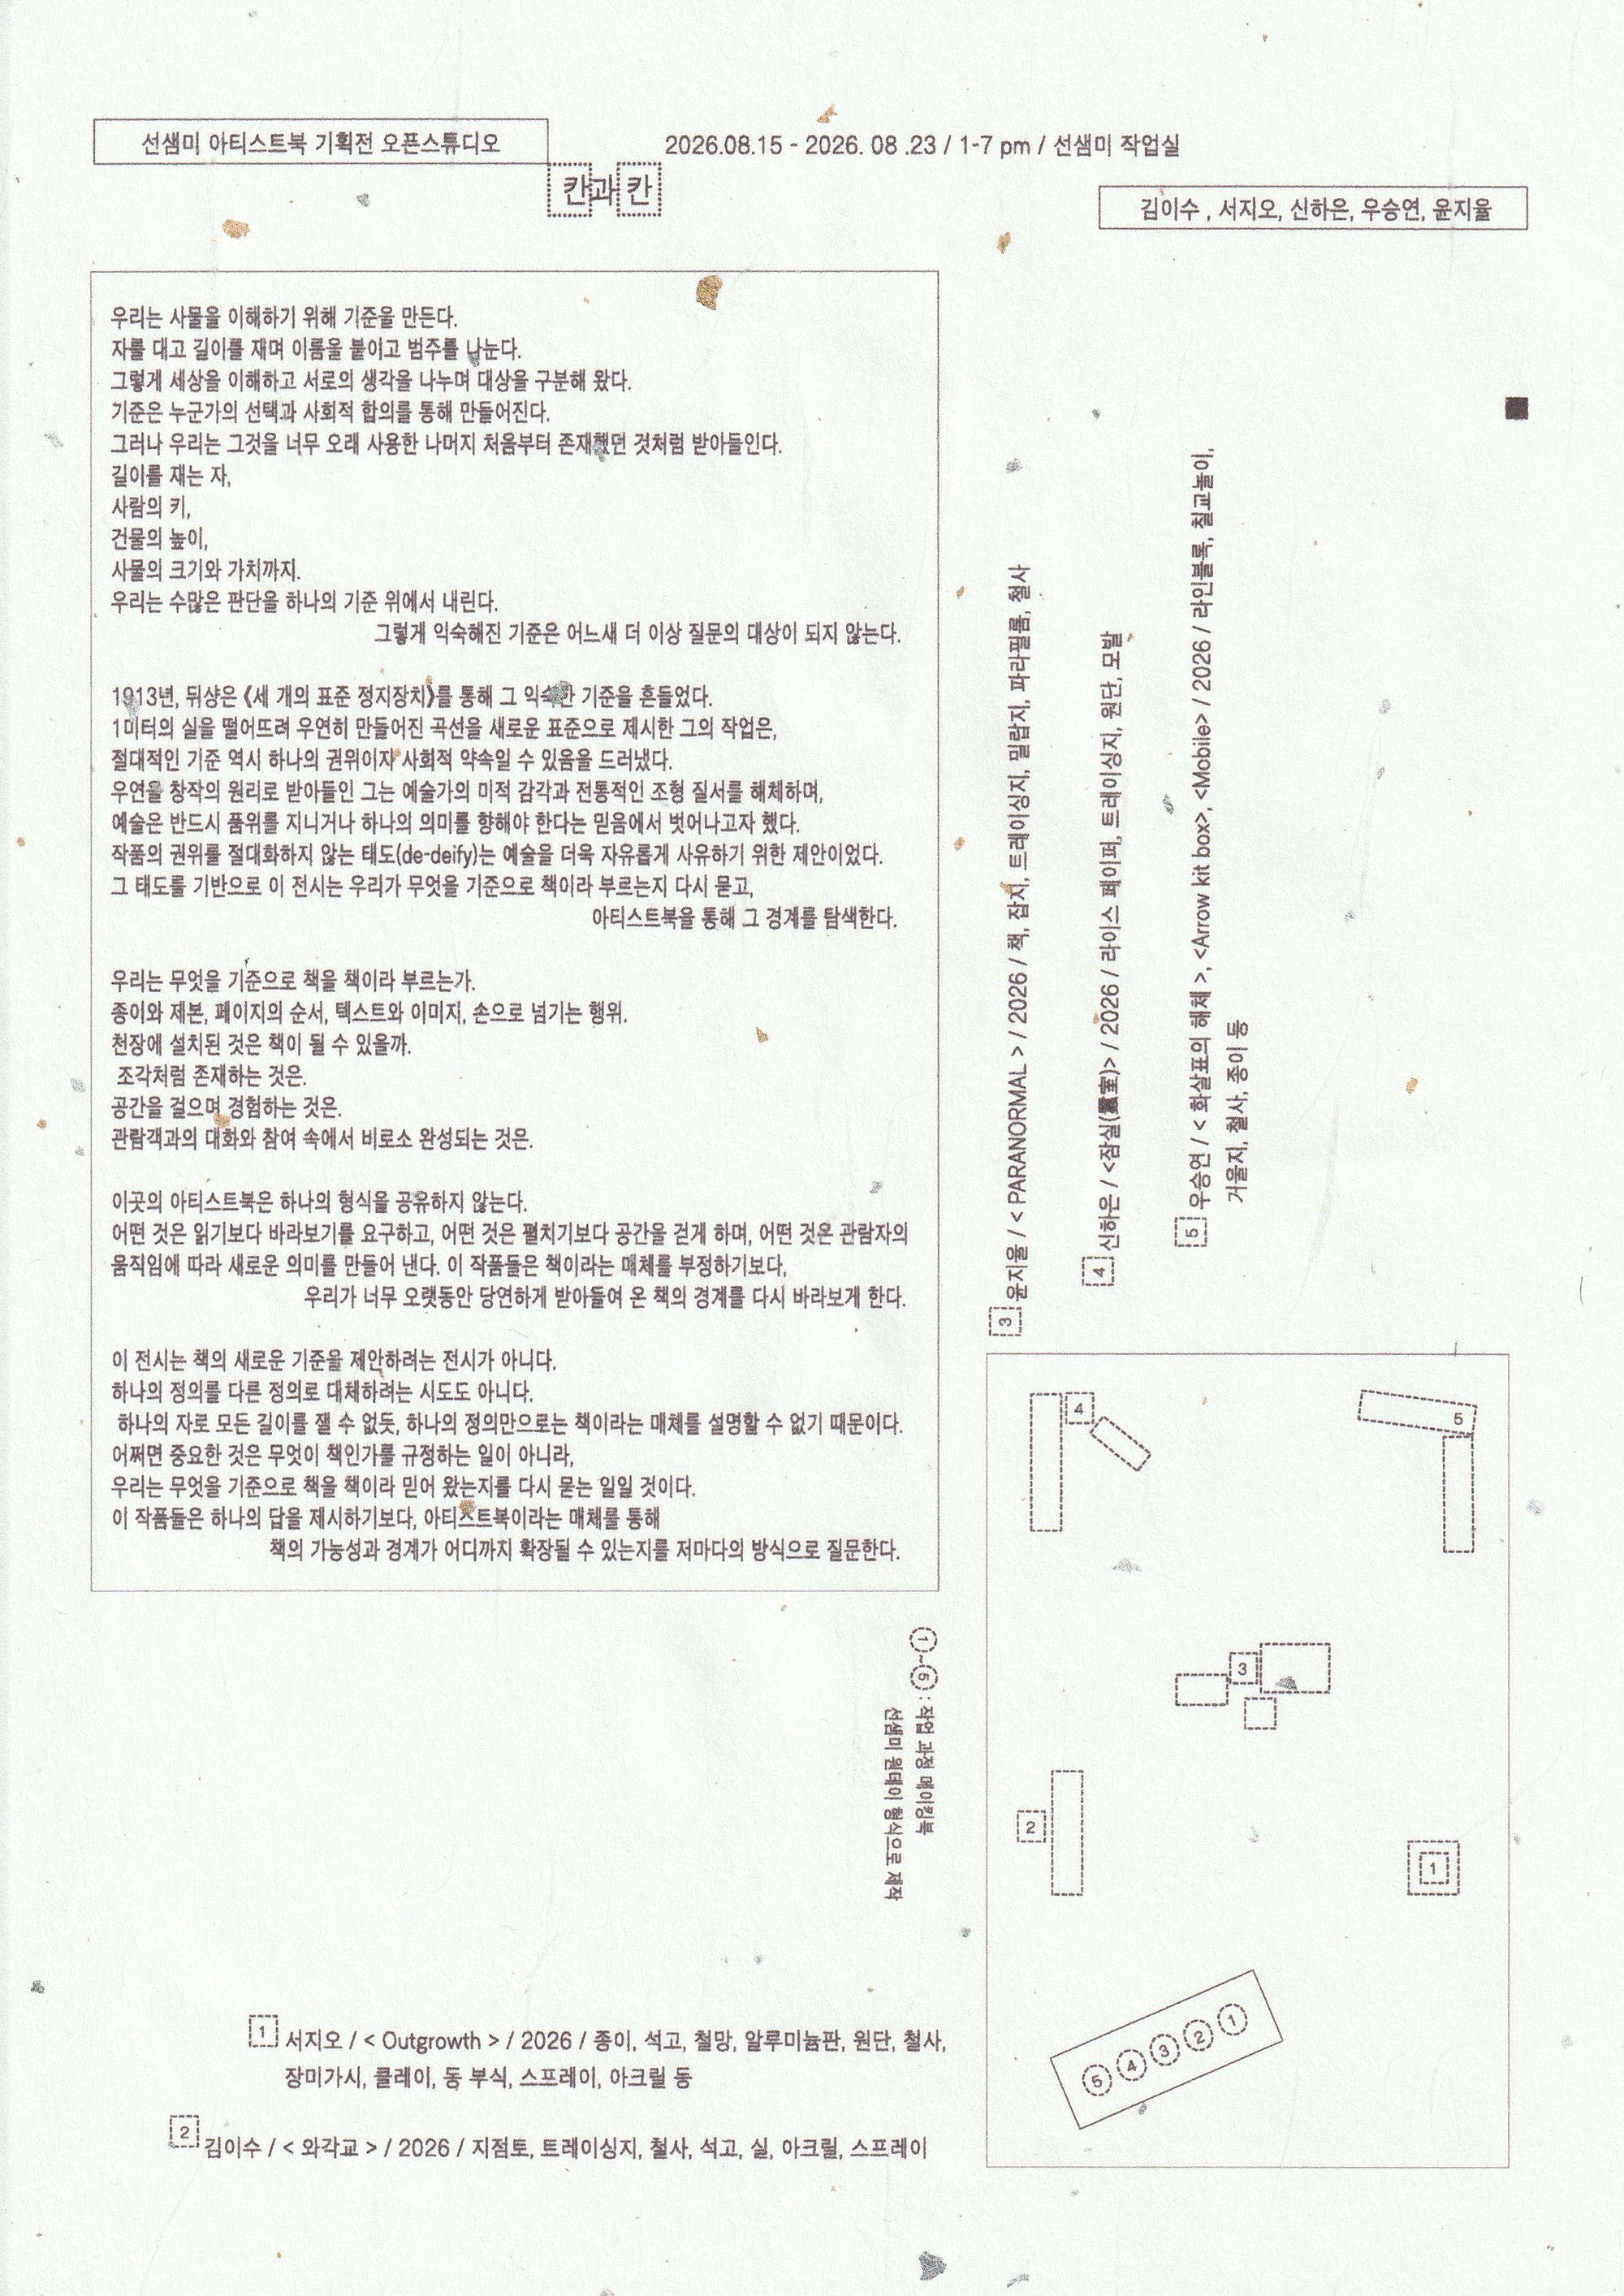 선샘미 아티스트북 기획전 오픈스튜디오
2026.08.15 - 2026. 08 .23 / 1-7 pm / 선샘미 작업실
칸과 칸
김이수 , 서지오, 신하은, 우승연, 윤지율
우리는 사물을 이해하기 위해 기준을 만든다.
자를 대고 길이를 재며 이름을 붙이고 범주를 나눈다.
그렇게 세상을 이해하고 서로의 생각을 나누며 대상을 구분해 왔다.
기준은 누군가의 선택과 사회적 합의를 통해 만들어진다.
그러나 우리는 그것을 너무 오래 사용한 나머지 처음부터 존재했던 것처럼 받아들인다.
길이를 재는 자,
사람의 키,
건물의 높이,
사물의 크기와 가치까지.
우리는 수많은 판단을 하나의 기준 위에서 내린다.
그렇게 익숙해진 기준은 어느새 더 이상 질문의 대상이 되지 않는다.
1913년, 뒤샹은 《세 개의 표준 정지장치》를 통해 그 익숙한 기준을 흔들었다.
1미터의 실을 떨어뜨려 우연히 만들어진 곡선을 새로운 표준으로 제시한 그의 작업은,
절대적인 기준 역시 하나의 권위이자 사회적 약속일 수 있음을 드러냈다.
우연을 창작의 원리로 받아들인 그는 예술가의 미적 감각과 전통적인 조형 질서를 해체하며,
예술은 반드시 품위를 지니거나 하나의 의미를 향해야 한다는 믿음에서 벗어나고자 했다.
작품의 권위를 절대화하지 않는 태도(de-deify)는 예술을 더욱 자유롭게 사유하기 위한 제안이었다.
그 태도를 기반으로 이 전시는 우리가 무엇을 기준으로 책이라 부르는지 다시 묻고,
아티스트북을 통해 그 경계를 탐색한다.
우리는 무엇을 기준으로 책을 책이라 부르는가.
종이와 제본, 페이지의 순서, 텍스트와 이미지, 손으로 넘기는 행위.
천장에 설치된 것은 책이 될 수 있을까.
조각처럼 존재하는 것은.
공간을 걸으며 경험하는 것은.
관람객과의 대화와 참여 속에서 비로소 완성되는 것은.
이곳의 아티스트북은 하나의 형식을 공유하지 않는다.
어떤 것은 읽기보다 바라보기를 요구하고, 어떤 것은 펼치기보다 공간을 걷게 하며, 어떤 것은 관람자의
움직임에 따라 새로운 의미를 만들어 낸다. 이 작품들은 책이라는 매체를 부정하기보다,
우리가 너무 오랫동안 당연하게 받아들여 온 책의 경계를 다시 바라보게 한다.
이 전시는 책의 새로운 기준을 제안하려는 전시가 아니다.
하나의 정의를 다른 정의로 대체하려는 시도도 아니다.
하나의 자로 모든 길이를 잴 수 없듯, 하나의 정의만으로는 책이라는 매체를 설명할 수 없기 때문이다.
어쩌면 중요한 것은 무엇이 책인가를 규정하는 일이 아니라,
우리는 무엇을 기준으로 책을 책이라 믿어 왔는지를 다시 묻는 일일 것이다.
이 작품들은 하나의 답을 제시하기보다, 아티스트북이라는 매체를 통해
책의 가능성과 경계가 어디까지 확장될 수 있는지를 저마다의 방식으로 질문한다.
①~⑤ : 작업 과정 메이킹북
선샘미 원데이 형식으로 제작
1 서지오 / < Outgrowth > / 2026 / 종이, 석고, 철망, 알루미늄판, 원단, 철사,
장미가시, 클레이, 동 부식, 스프레이, 아크릴 등
2 김이수 / < 와각교 > / 2026 / 지점토, 트레이싱지, 철사, 석고, 실, 아크릴, 스프레이
3 윤지율 / < PARANORMAL > / 2026 / 책, 잡지, 트레이싱지, 밀랍지, 파라필름, 철사
4 신하은 / <잠실(蠶室)> / 2026 / 라이스 페이퍼, 트레이싱지, 원단, 모발
5 우승연 / < 화살표의 해체 >, <Arrow kit box>, <Mobile> / 2026 / 라인블록, 칠교놀이,
거울지, 철사, 종이 등
4
5
3
2
1
⑤ ④ ③ ② ①